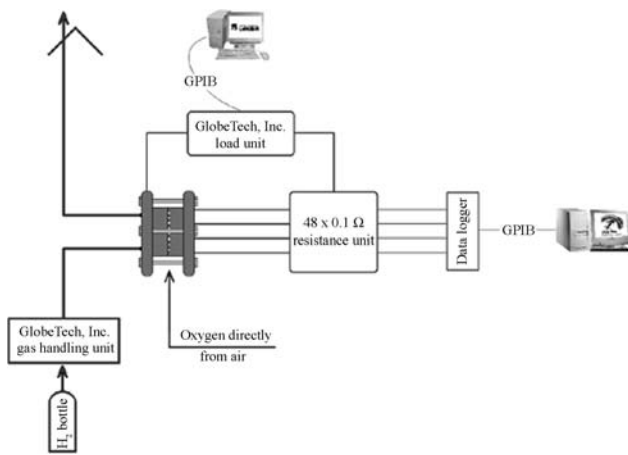 GPIB
GlobeTech, Inc.
load unit
48 x 0.1 Ω
resistance unit
Data logger
GPIB
Oxygen directly
from air
GlobeTech, Inc.
gas handling unit
H₂ bottle